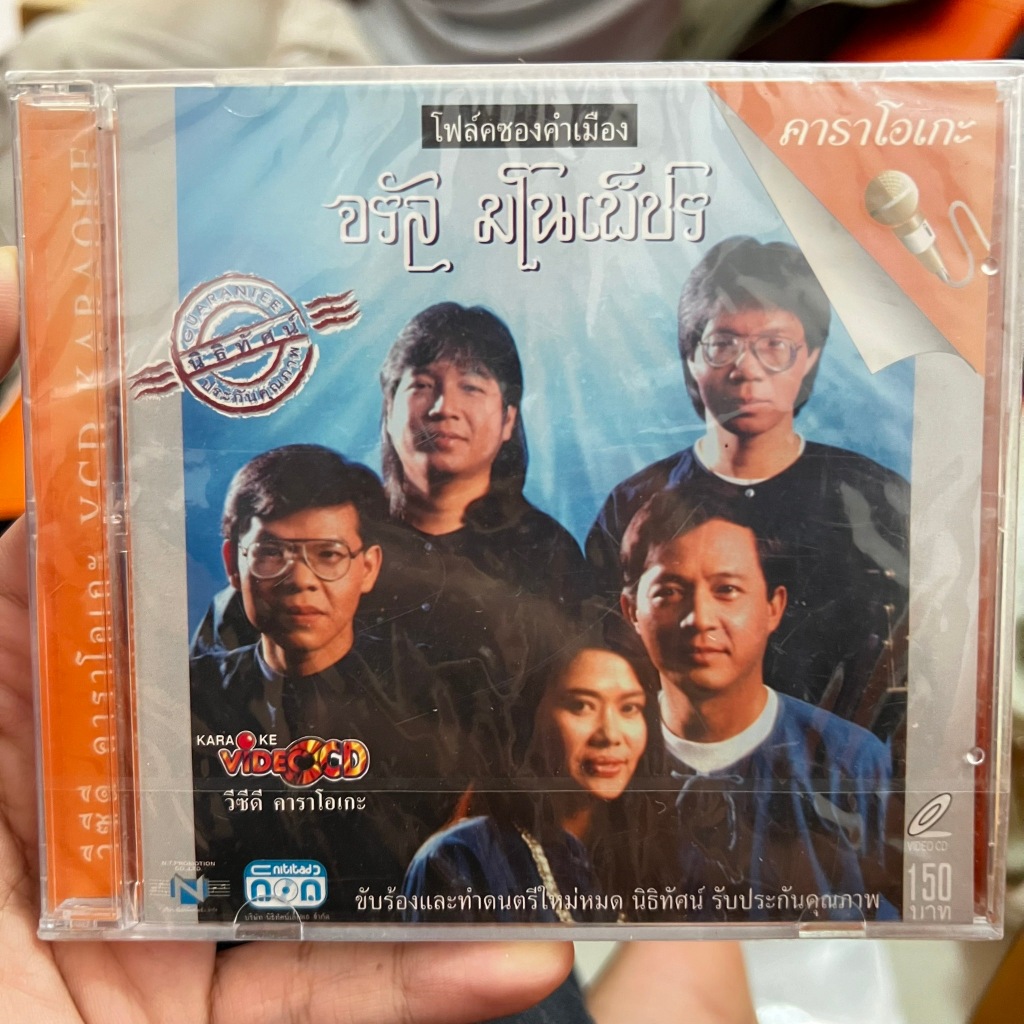 โฟล์คซองคำเมือง
จรัล มโนเพ็ชร
คาราโอเกะ
GUARANTEE
นิธิทัศน์
ประกันคุณภาพ
วีซีดี คาราโอเกะ VCD KARAOKE
KARAOKE
VIDEO CD
วีซีดี คาราโอเกะ
N.T.PROMOTION
CO.,LTD.
N
nititad
ขับร้องและทำดนตรีใหม่หมด นิธิทัศน์ รับประกันคุณภาพ
VIDEO CD
150
บาท